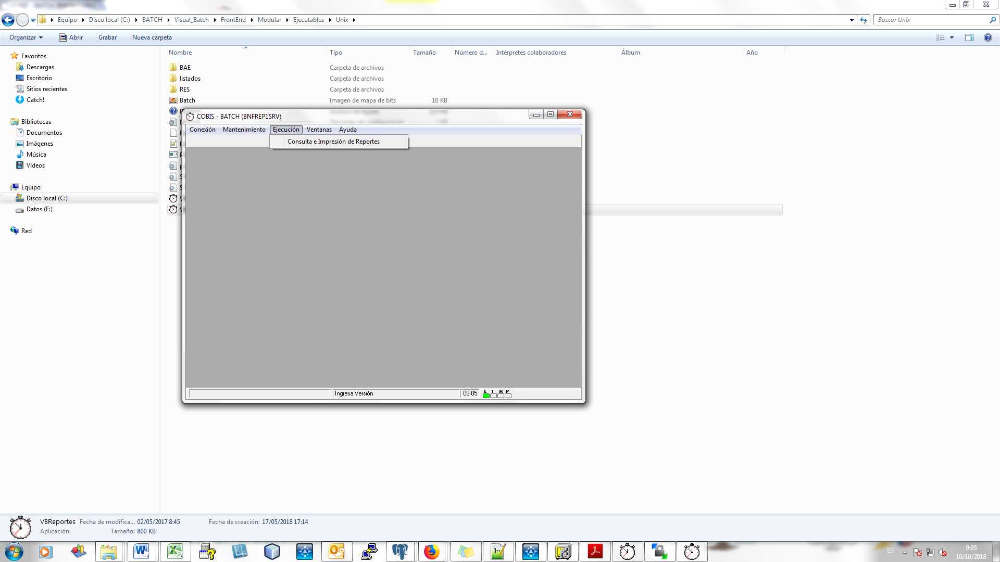 Equipo Disco local (C:) BATCH Visual_Batch FrontEnd Modular Ejecutables Unix
Buscar Unix
Organizar Abrir Grabar Nueva carpeta
Nombre Tipo Tamaño Número d... Intérpretes colaboradores Álbum Año
Favoritos
Descargas
Escritorio
Sitios recientes
Catch!
Bibliotecas
Documentos
Imágenes
Música
Vídeos
Equipo
Disco local (C:)
Datos (F:)
Red
BAE Carpeta de archivos
listados Carpeta de archivos
RES Carpeta de archivos
Batch Imagen de mapa de bits 10 KB
COBIS - BATCH (BNFREP1SRV)
Conexión Mantenimiento Ejecución Ventanas Ayuda
Consulta e Impresión de Reportes
Ingresa Versión 09:05 L T R P
VBReportes Fecha de modifica... 02/05/2017 8:45 Fecha de creación: 17/05/2018 17:14
Aplicación Tamaño: 800 KB
ES 9:05
10/10/2018